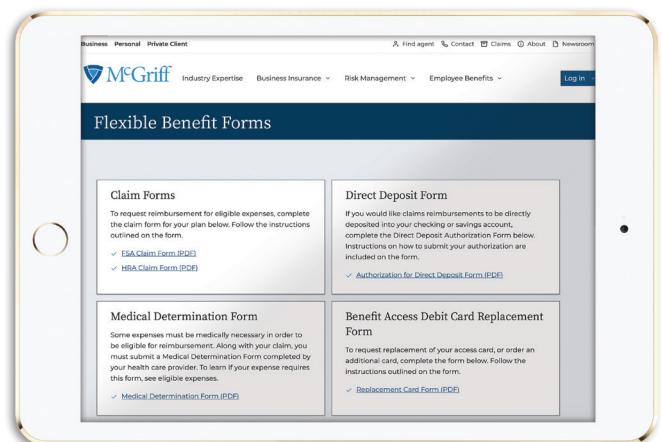 Business Personal Private Client
Find agent Contact Claims About Newsroom
McGriff
Industry Expertise Business Insurance Risk Management Employee Benefits
Log in
Flexible Benefit Forms
Claim Forms
To request reimbursement for eligible expenses, complete
the claim form for your plan below. Follow the instructions
outlined on the form.
FSA Claim Form (PDF)
HRA Claim Form (PDF)
Direct Deposit Form
If you would like claims reimbursements to be directly
deposited into your checking or savings account,
complete the Direct Deposit Authorization Form below.
Instructions on how to submit your authorization are
included on the form.
Authorization for Direct Deposit Form (PDF)
Medical Determination Form
Some expenses must be medically necessary in order to
be eligible for reimbursement. Along with your claim, you
must submit a Medical Determination Form completed by
your health care provider. To learn if your expense requires
this form, see eligible expenses.
Medical Determination Form (PDF)
Benefit Access Debit Card Replacement
Form
To request replacement of your access card, or order an
additional card, complete the form below. Follow the
instructions outlined on the form.
Replacement Card Form (PDF)